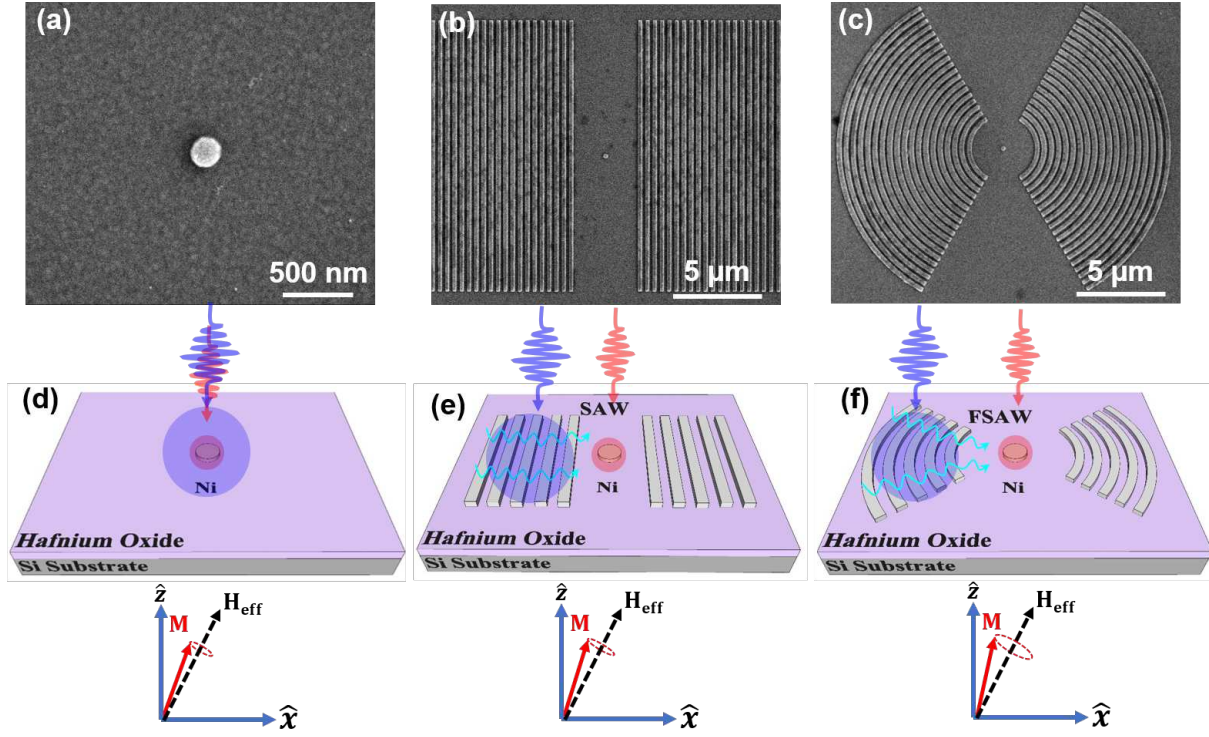 (a)
500 nm
(b)
5 µm
(c)
5 µm
(d)
Ni
Hafnium Oxide
Si Substrate
(e)
SAW
Ni
Hafnium Oxide
Si Substrate
(f)
FSAW
Ni
Hafnium Oxide
Si Substrate
ẑ
H_eff
M
x̂
ẑ
H_eff
M
x̂
ẑ
H_eff
M
x̂